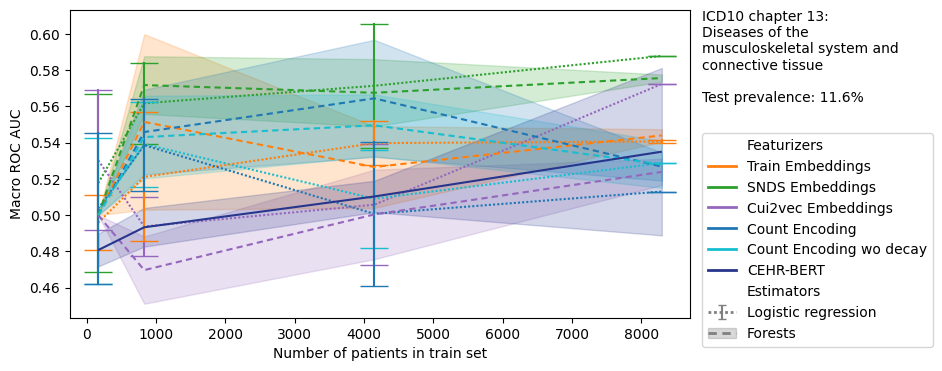 ICD10 chapter 13:
Diseases of the
musculoskeletal system and
connective tissue
Test prevalence: 11.6%
Macro ROC AUC
0.60
0.58
0.56
0.54
0.52
0.50
0.48
0.46
0
1000
2000
3000
4000
5000
6000
7000
8000
Number of patients in train set
Featurizers
Train Embeddings
SNDS Embeddings
Cui2vec Embeddings
Count Encoding
Count Encoding wo decay
CEHR-BERT
Estimators
Logistic regression
Forests